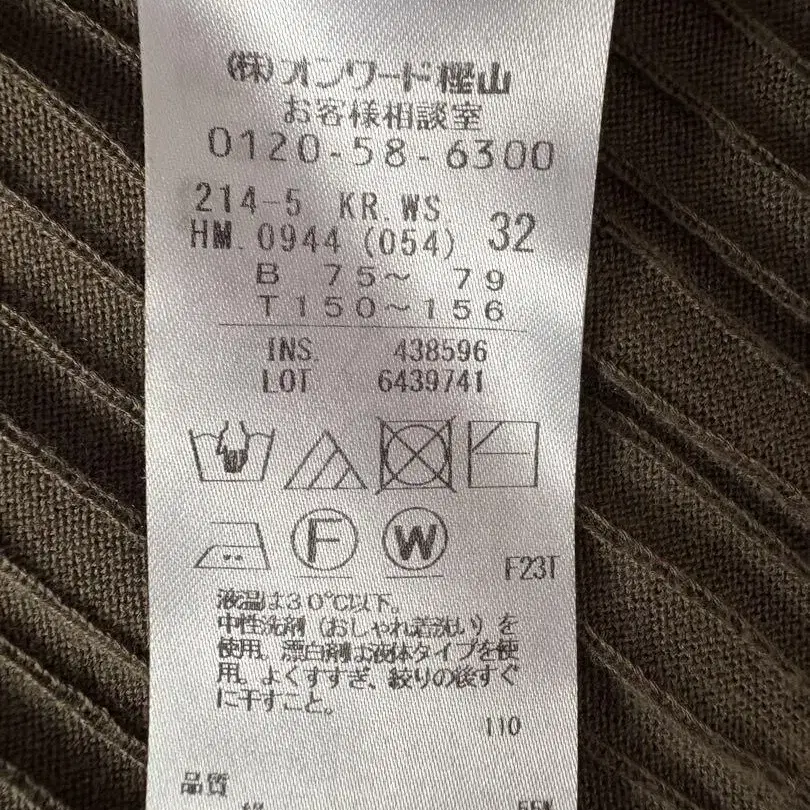 (株)オンワード樫山
お客様相談室
0120-58-6300
214-5 KR.WS. 32
HM.0944 (054)
B 75〜 79
T150〜156
INS. 438596
LOT 6439741
F
W
F23T
液温は30℃以下。
中性洗剤（おしゃれ着洗い）を
使用。漂白剤は液体タイプを使
用。よくすすぎ、絞りの後すぐ
に干すこと。
110
品質